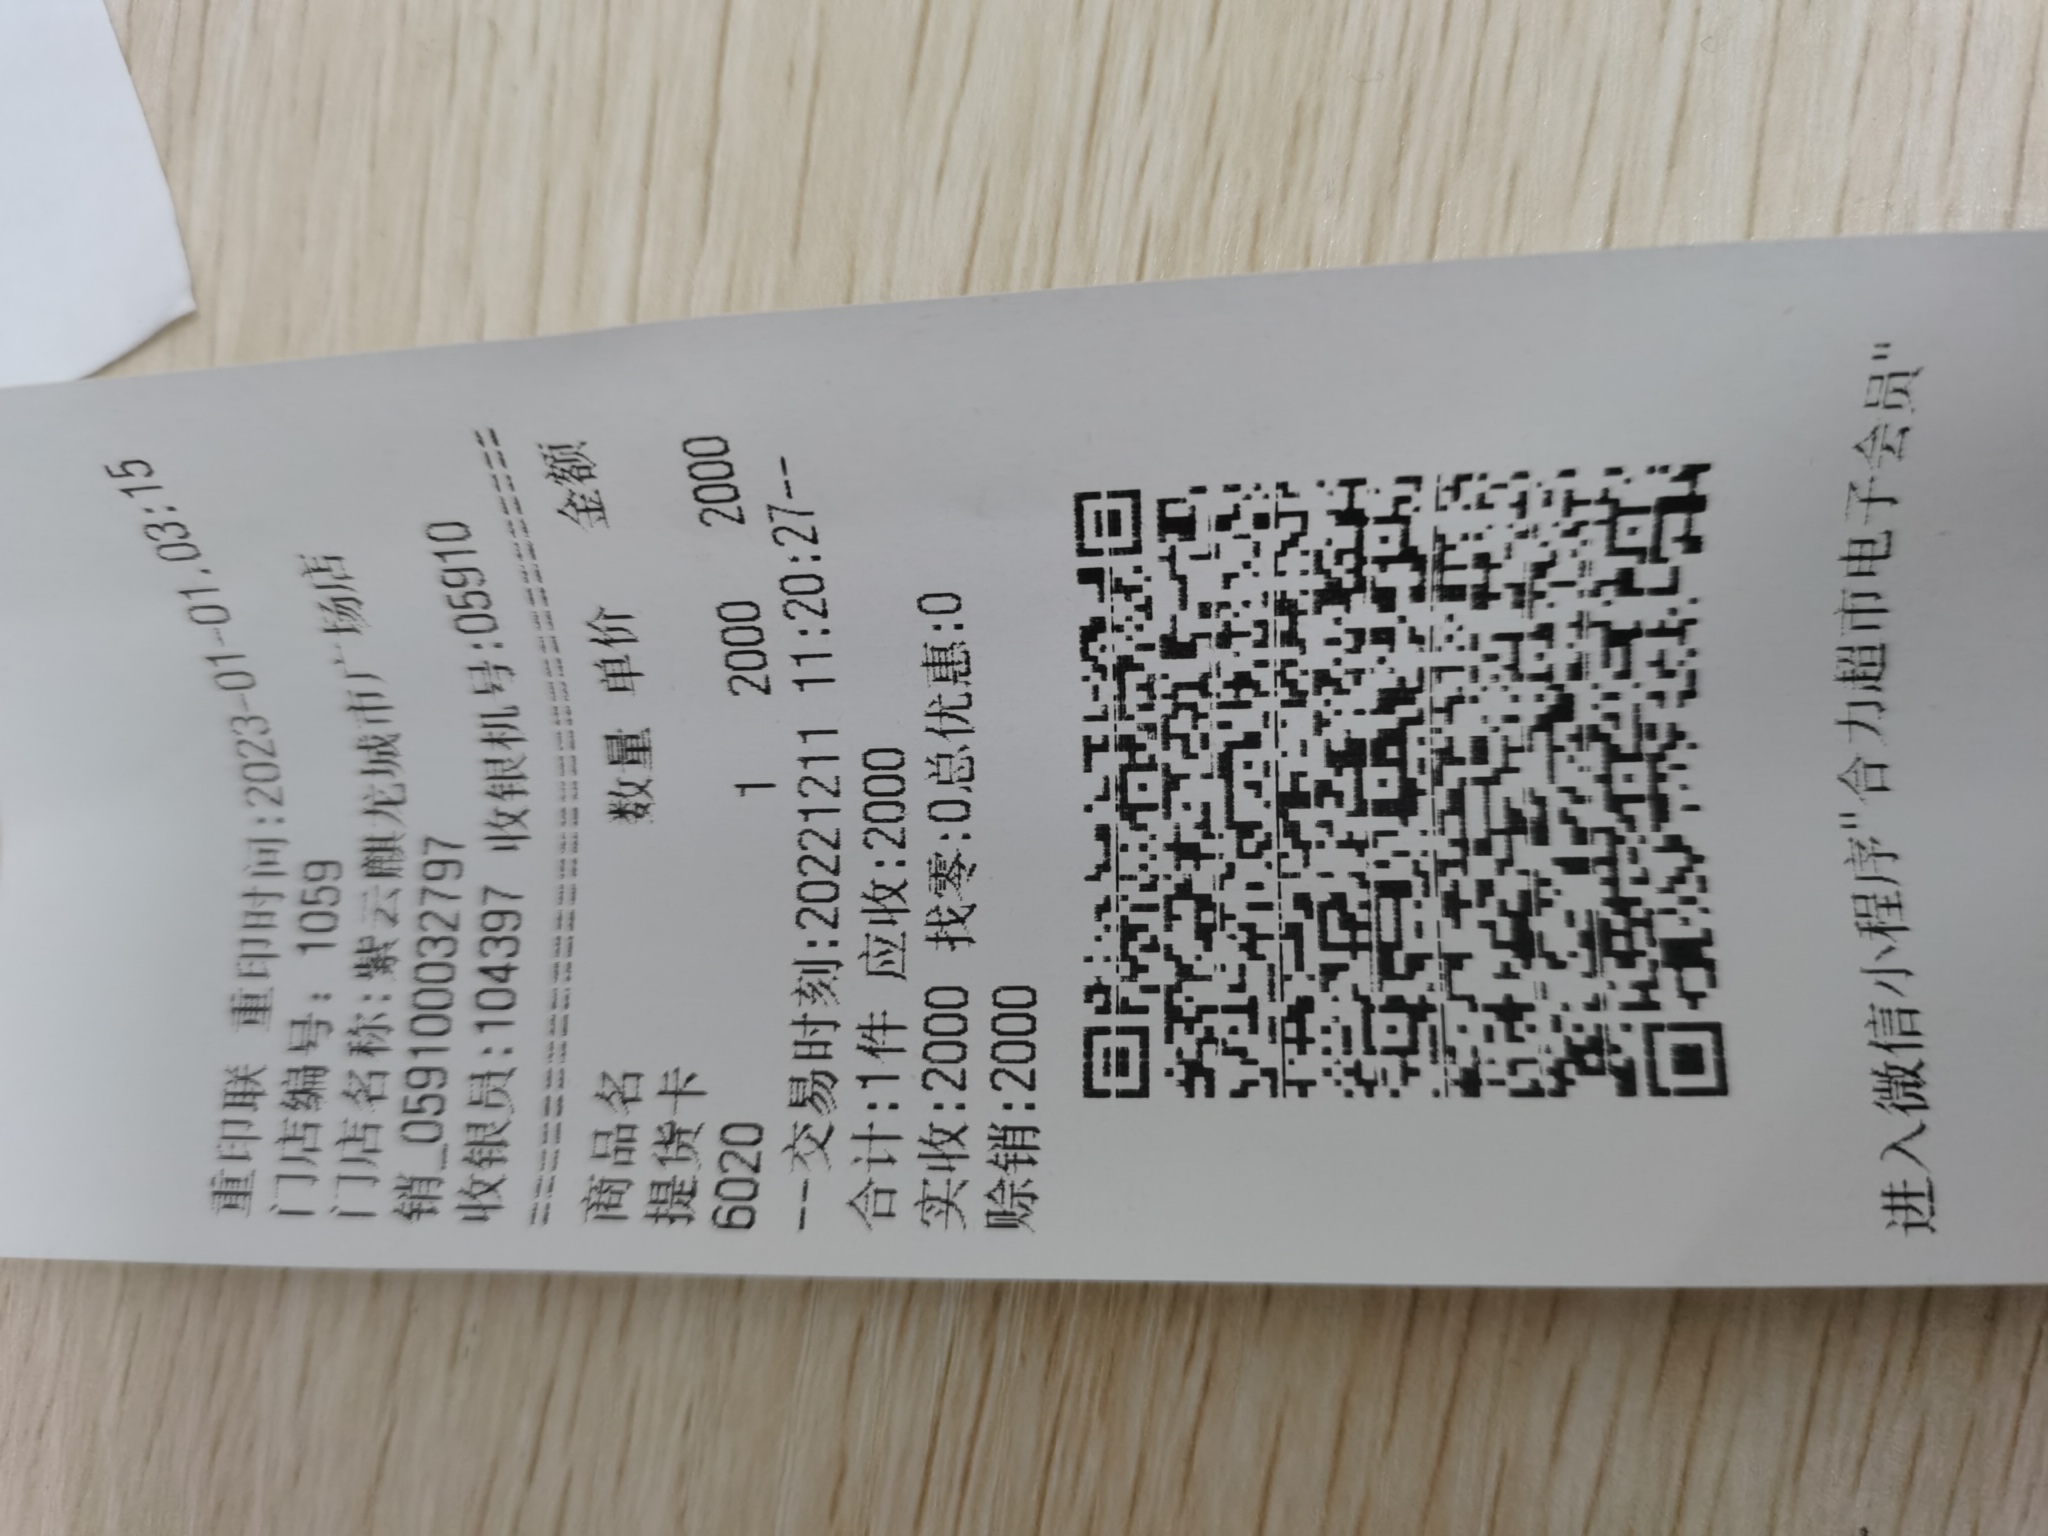 重印联 重印时间:2023-01-01.03:15
门店编号: 1059
门店名称:紫云麒龙城市广场店
销_0591000032797
收银员:104397 收银机号:05910
商品名 数量 单价 金额
提货卡
6020 1 2000 2000
--交易时刻:20221211 11:20:27--
合计:1件 应收:2000
实收:2000 找零:0总优惠:0
赊销:2000
进入微信小程序"合力超市电子会员"